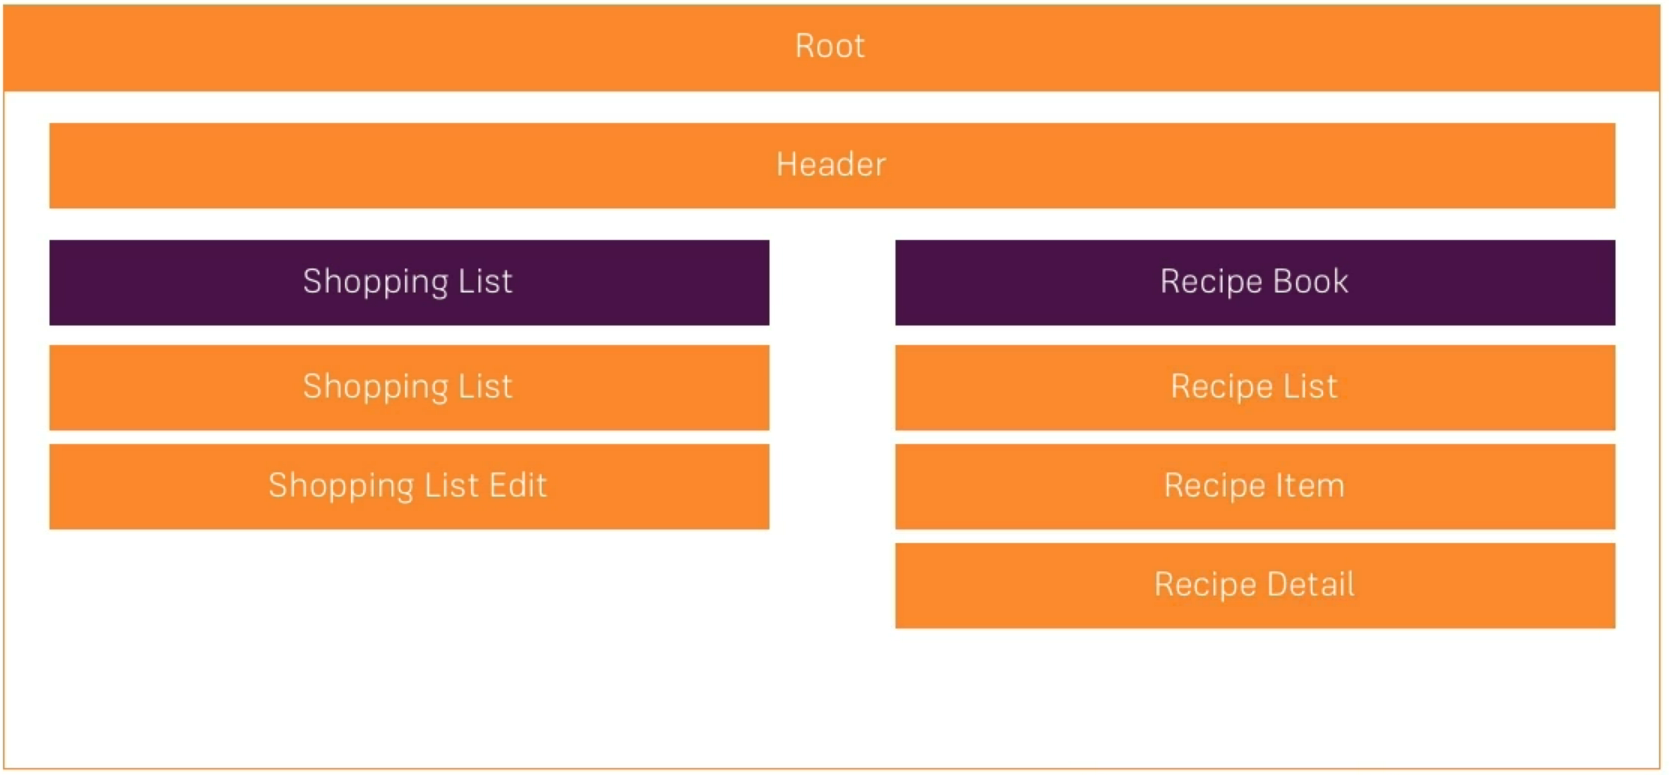 Root
Header
Shopping List
Shopping List
Shopping List Edit
Recipe Book
Recipe List
Recipe Item
Recipe Detail